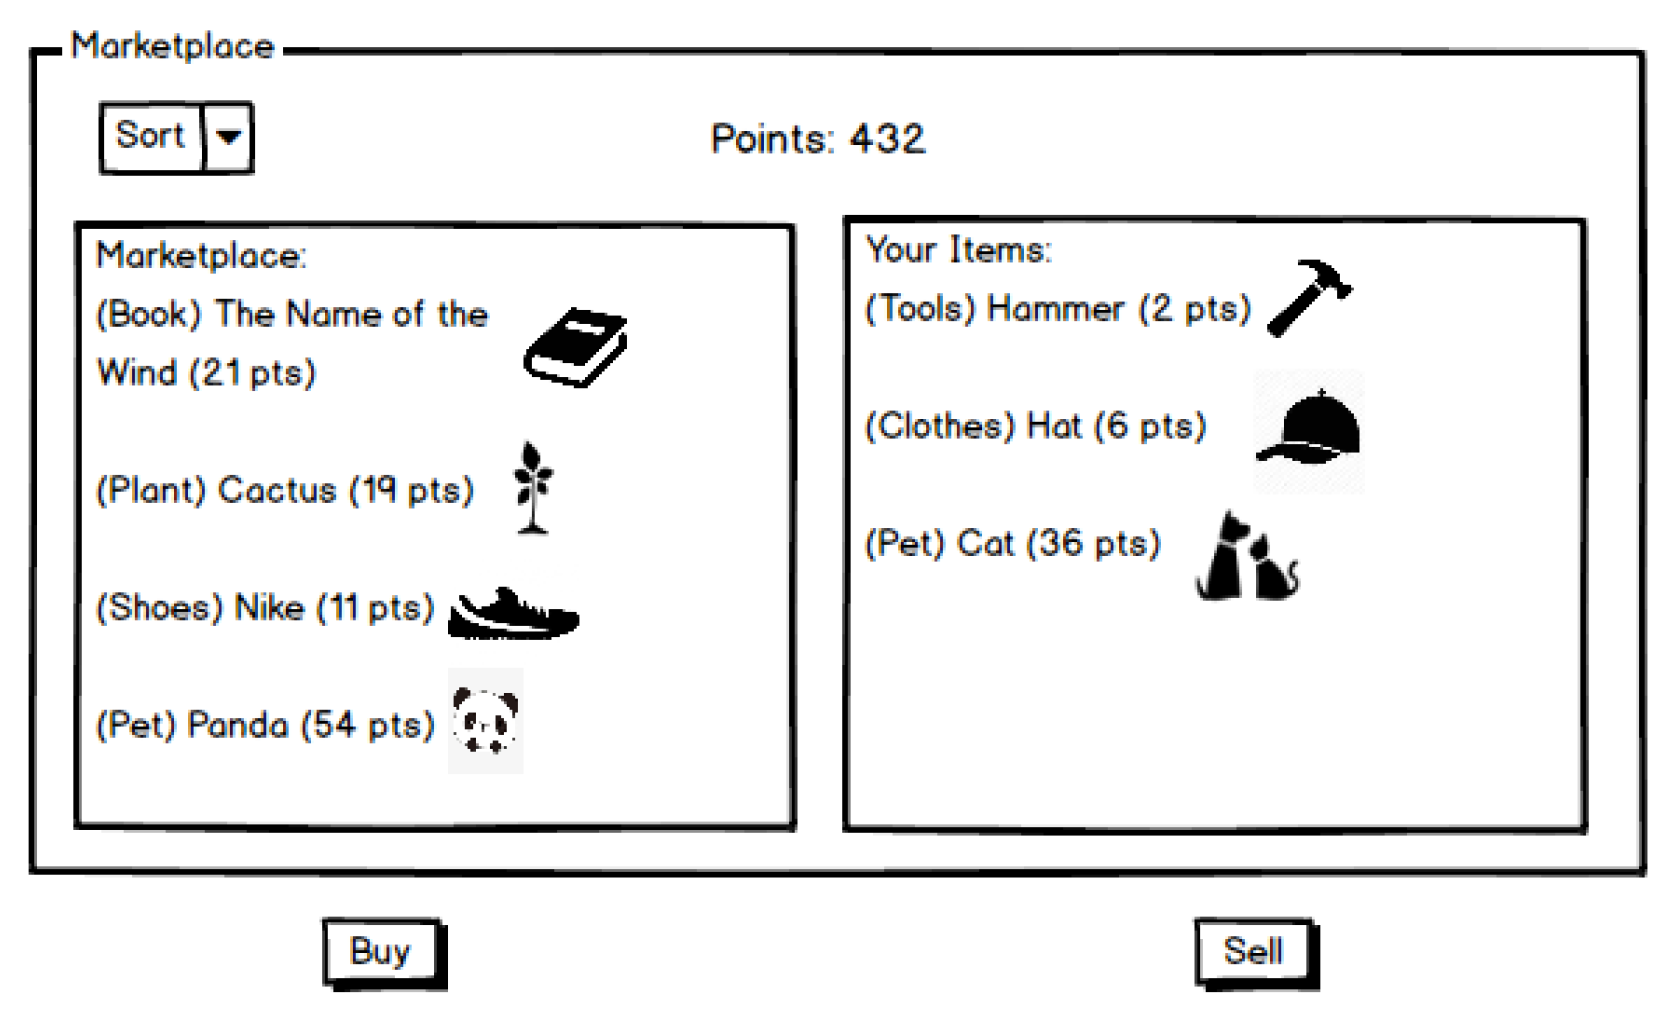 Marketplace
Sort
Points: 432
Marketplace:
(Book) The Name of the
Wind (21 pts)
(Plant) Cactus (19 pts)
(Shoes) Nike (11 pts)
(Pet) Panda (54 pts)
Your Items:
(Tools) Hammer (2 pts)
(Clothes) Hat (6 pts)
(Pet) Cat (36 pts)
Buy
Sell